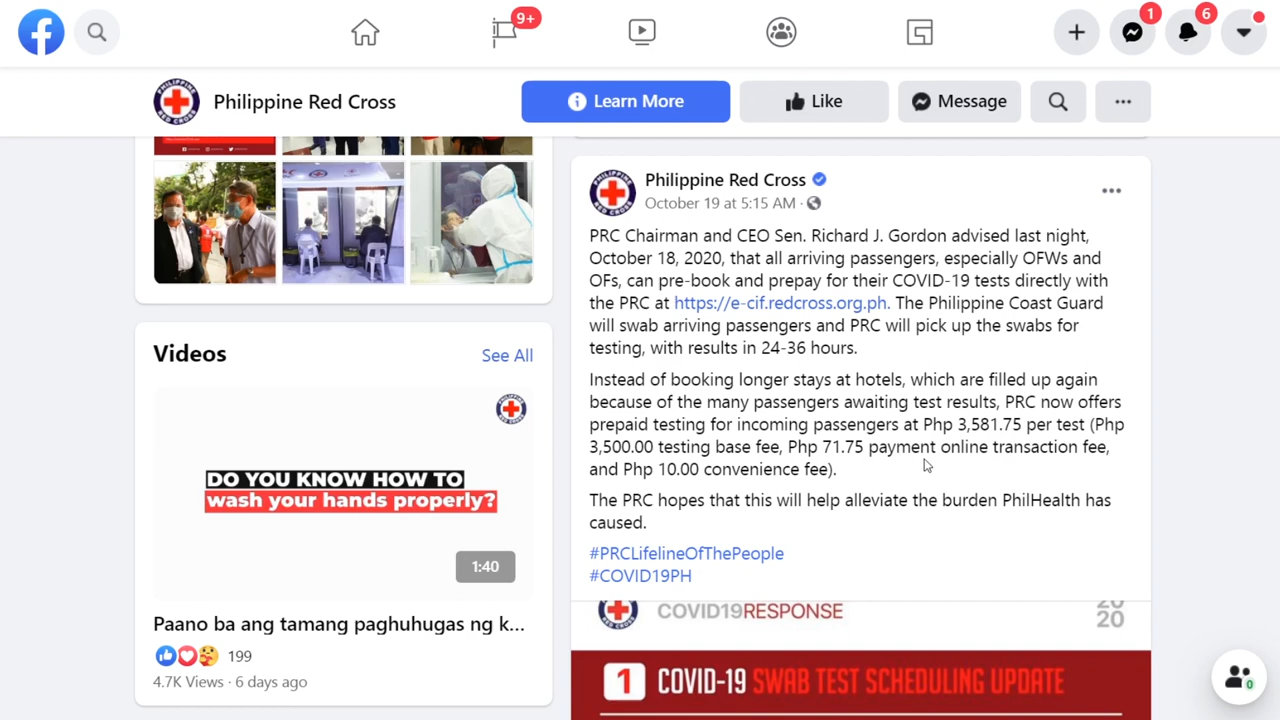 9+
1
6
Philippine Red Cross
Learn More
Like
Message
Videos
See All
DO YOU KNOW HOW TO
wash your hands properly?
1:40
Paano ba ang tamang paghuhugas ng k...
199
4.7K Views · 6 days ago
Philippine Red Cross
October 19 at 5:15 AM ·
PRC Chairman and CEO Sen. Richard J. Gordon advised last night,
October 18, 2020, that all arriving passengers, especially OFWs and
OFs, can pre-book and prepay for their COVID-19 tests directly with
the PRC at https://e-cif.redcross.org.ph. The Philippine Coast Guard
will swab arriving passengers and PRC will pick up the swabs for
testing, with results in 24-36 hours.
Instead of booking longer stays at hotels, which are filled up again
because of the many passengers awaiting test results, PRC now offers
prepaid testing for incoming passengers at Php 3,581.75 per test (Php
3,500.00 testing base fee, Php 71.75 payment online transaction fee,
and Php 10.00 convenience fee).
The PRC hopes that this will help alleviate the burden PhilHealth has
caused.
#PRCLifelineOfThePeople
#COVID19PH
COVID19RESPONSE
2020
1 COVID-19 SWAB TEST SCHEDULING UPDATE
0